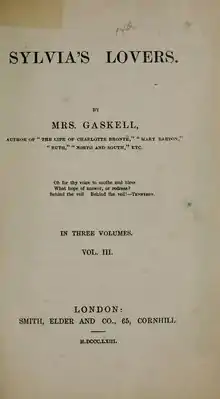 SYLVIA'S LOVERS.
BY
MRS. GASKELL,
AUTHOR OF "THE LIFE OF CHARLOTTE BRONTË," "MARY BARTON,"
"RUTH," "NORTH AND SOUTH," ETC.
Oh for thy voice to soothe and bless
What hope of answer, or redress?
Behind the veil Behind the veil!—TENNYSON.
IN THREE VOLUMES.
VOL. III.
LONDON:
SMITH, ELDER AND CO., 65, CORNHILL.
M.DCCC.LXIII.